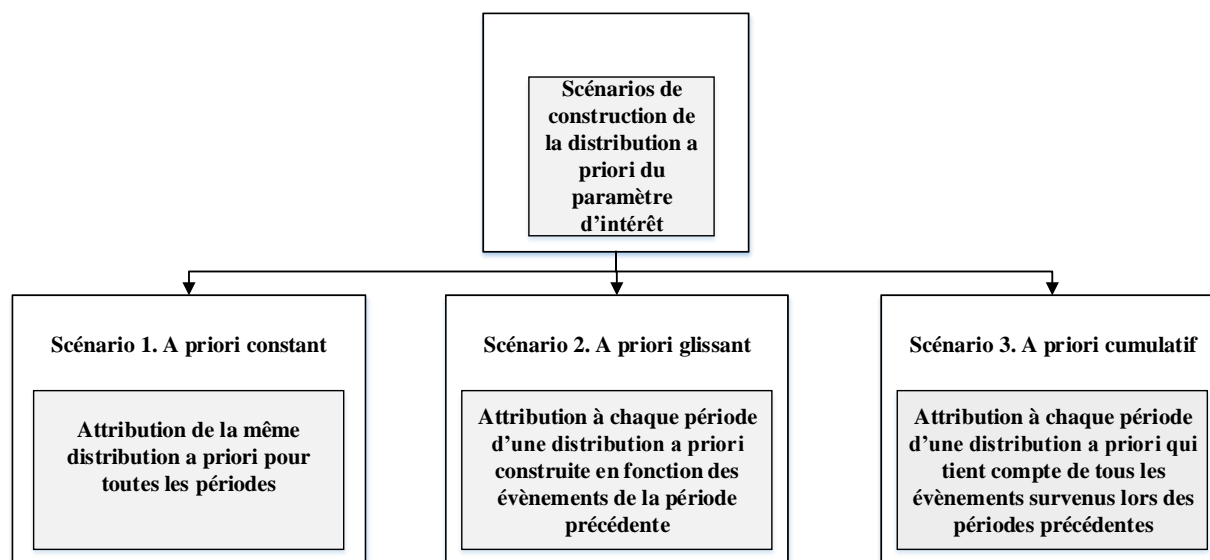 Scénarios de
construction de
la distribution a
priori du
paramètre
d’intérêt
Scénario 1. A priori constant
Attribution de la même
distribution a priori pour
toutes les périodes
Scénario 2. A priori glissant
Attribution à chaque période
d’une distribution a priori
construite en fonction des
évènements de la période
précédente
Scénario 3. A priori cumulatif
Attribution à chaque période
d’une distribution a priori qui
tient compte de tous les
évènements survenus lors des
périodes précédentes